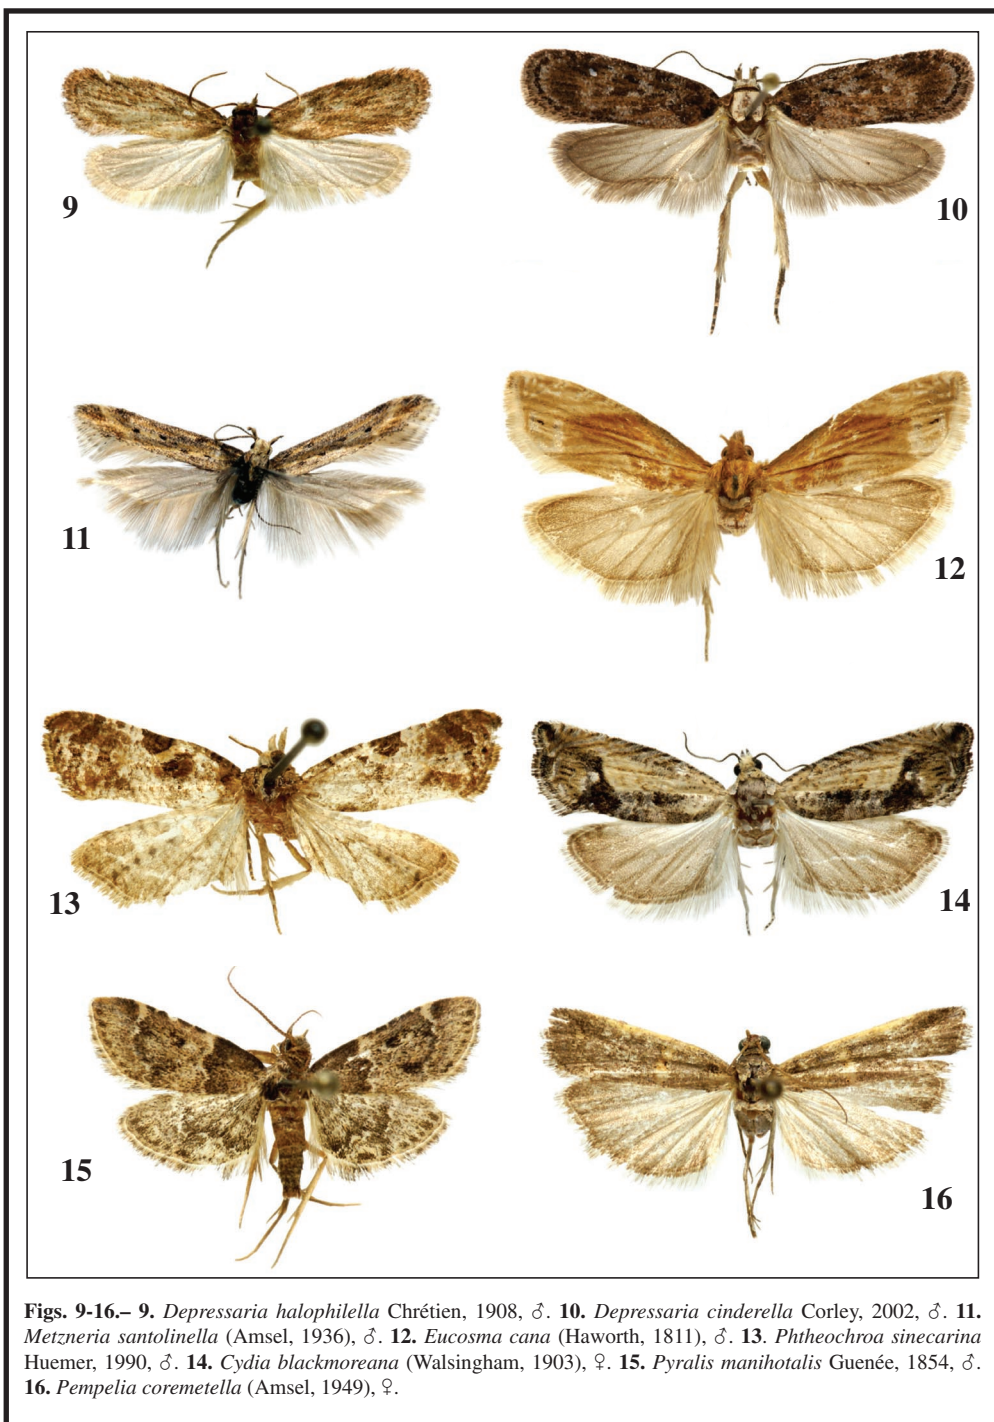 9
10
11
12
13
14
15
16
Figs. 9-16.– 9. Depressaria halophilella Chrétien, 1908, ♂. 10. Depressaria cinderella Corley, 2002, ♂. 11.
Metzneria santolinella (Amsel, 1936), ♂. 12. Eucosma cana (Haworth, 1811), ♂. 13. Phtheochroa sinecarina
Huemer, 1990, ♂. 14. Cydia blackmoreana (Walsingham, 1903), ♀. 15. Pyralis manihotalis Guenée, 1854, ♂.
16. Pempelia coremetella (Amsel, 1949), ♀.